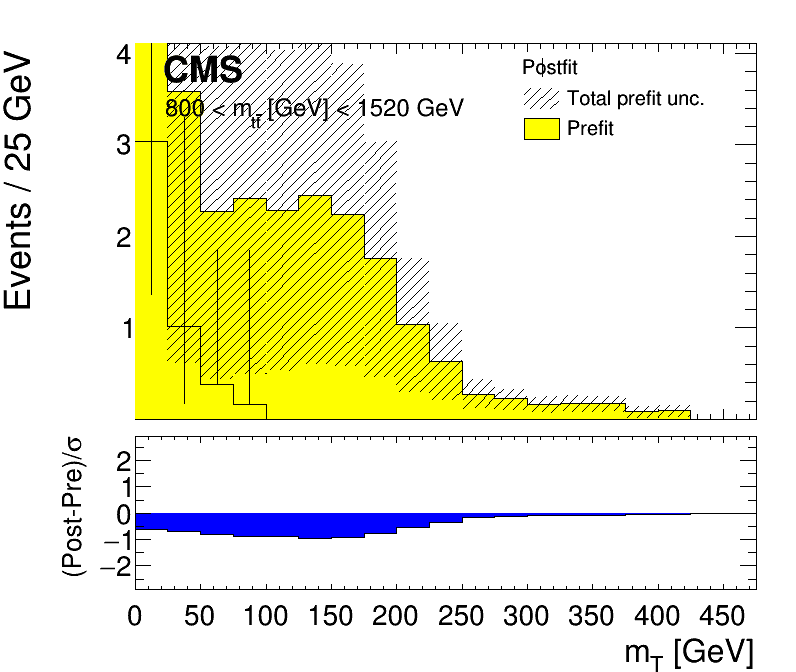 CMS
800 < m_tt̄ [GeV] < 1520 GeV
Postfit
Total prefit unc.
Prefit
Events / 25 GeV
4
3
2
1
(Post-Pre)/σ
2
1
0
−1
−2
0 50 100 150 200 250 300 350 400 450
m_T [GeV]